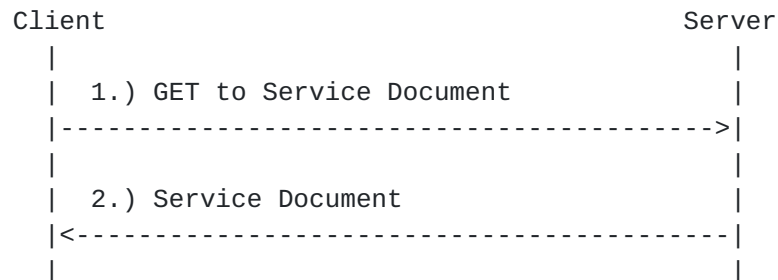 Client                                     Server
  |                                            |
  |  1.) GET to Service Document               |
  |------------------------------------------>|
  |                                            |
  |  2.) Service Document                      |
  |<------------------------------------------|
  |                                            |